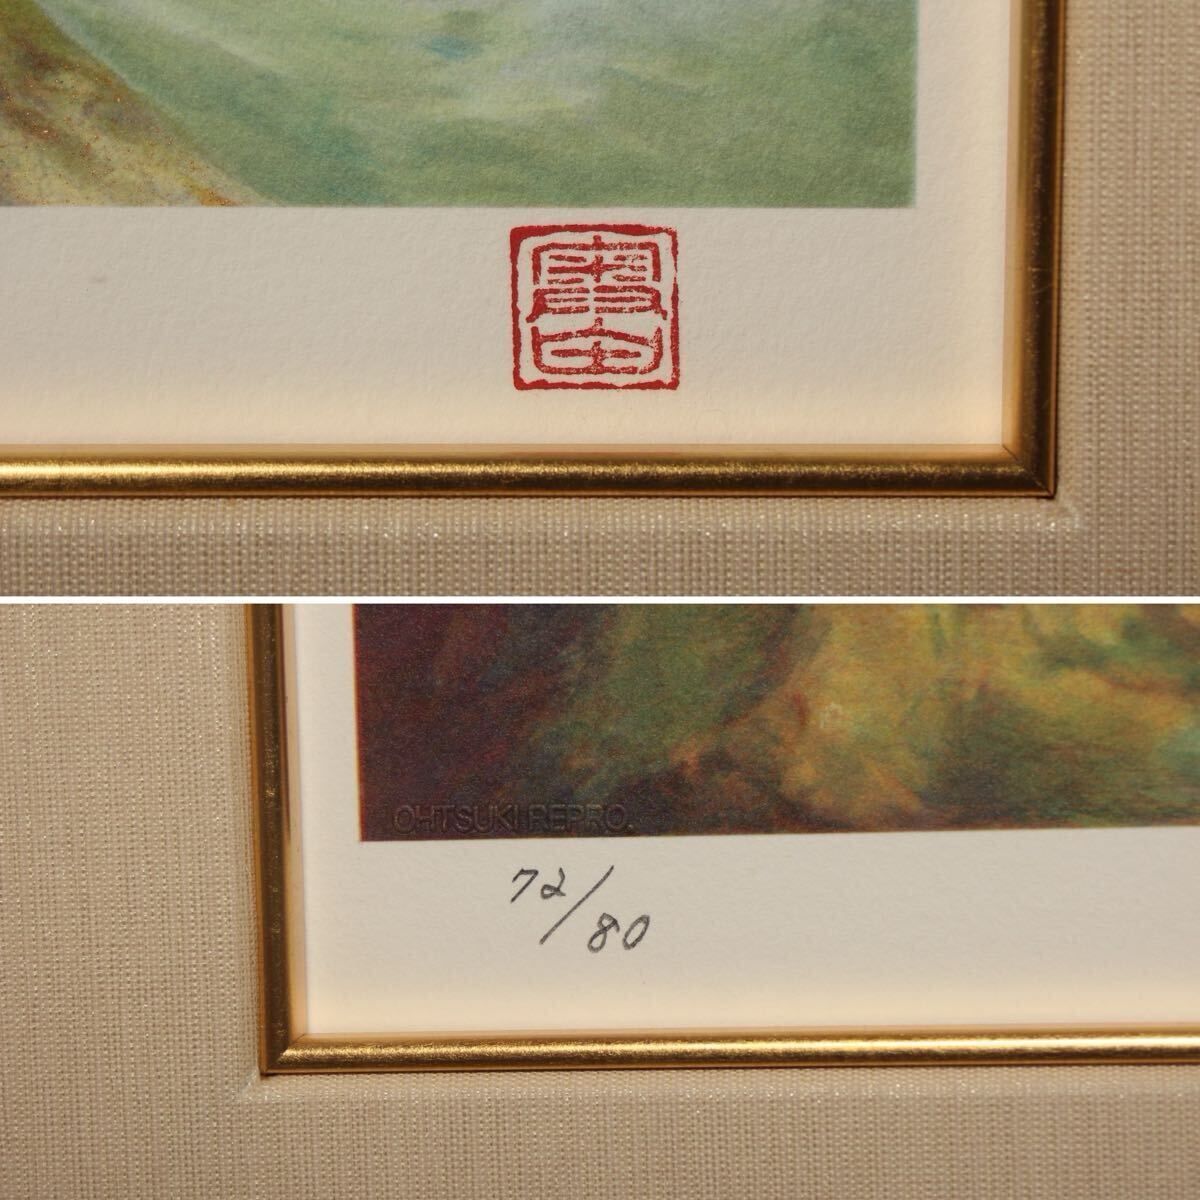 OHTSUKI REPRO.
72/80